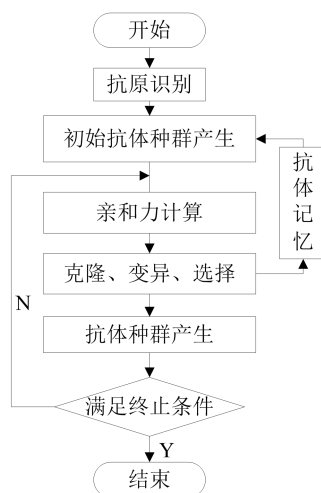 开始
抗原识别
初始抗体种群产生
抗体记忆
亲和力计算
克隆、变异、选择
N
抗体种群产生
满足终止条件
Y
结束